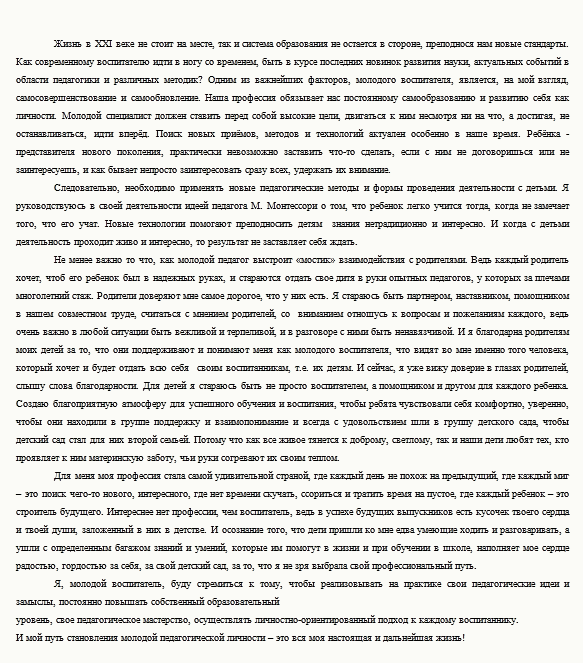 Жизнь в XXI веке не стоит на месте, так и система образования не остается в стороне, преподнося нам новые стандарты.
Как современному воспитателю идти в ногу со временем, быть в курсе последних новинок развития науки, актуальных событий в
области педагогики и различных методик? Одним из важнейших факторов, молодого воспитателя, является, на мой взгляд,
самосовершенствование и самообновление. Наша профессия обязывает нас постоянному самообразованию и развитию себя как
личности. Молодой специалист должен ставить перед собой высокие цели, двигаться к ним несмотря ни на что, а достигая, не
останавливаться, идти вперёд. Поиск новых приёмов, методов и технологий актуален особенно в наше время. Ребёнка -
представителя нового поколения, практически невозможно заставить что-то сделать, если с ним не договоришься или не
заинтересуешь, и как бывает непросто заинтересовать сразу всех, удержать их внимание.
Следовательно, необходимо применять новые педагогические методы и формы проведения деятельности с детьми. Я
руководствуюсь в своей деятельности идеей педагога М. Монтессори о том, что ребенок легко учится тогда, когда не замечает
того, что его учат. Новые технологии помогают преподносить детям знания нетрадиционно и интересно. И когда с детьми
деятельность проходит живо и интересно, то результат не заставляет себя ждать.
Не менее важно то что, как молодой педагог выстроит «мостик» взаимодействия с родителями. Ведь каждый родитель
хочет, чтоб его ребенок был в надежных руках, и стараются отдать свое дитя в руки опытных педагогов, у которых за плечами
многолетний стаж. Родители доверяют мне самое дорогое, что у них есть. Я стараюсь быть партнером, наставником, помощником
в нашем совместном труде, считаться с мнением родителей, со вниманием отношусь к вопросам и пожеланиям каждого, ведь
очень важно в любой ситуации быть вежливой и терпеливой, и в разговоре с ними быть ненавязчивой. И я благодарна родителям
моих детей за то, что они поддерживают и понимают меня как молодого воспитателя, что видят во мне именно того человека,
который хочет и будет отдать всю себя своим воспитанникам, т.е. их детям. И сейчас, я уже вижу доверие в глазах родителей,
слышу слова благодарности. Для детей я стараюсь быть не просто воспитателем, а помощником и другом для каждого ребенка.
Создаю благоприятную атмосферу для успешного обучения и воспитания, чтобы ребята чувствовали себя комфортно, уверенно,
чтобы они находили в группе поддержку и взаимопонимание и всегда с удовольствием шли в группу детского сада, чтобы
детский сад стал для них второй семьей. Потому что как все живое тянется к доброму, светлому, так и наши дети любят тех, кто
проявляет к ним материнскую заботу, чьи руки согревают их своим теплом.
Для меня моя профессия стала самой удивительной страной, где каждый день не похож на предыдущий, где каждый миг
– это поиск чего-то нового, интересного, где нет времени скучать, ссориться и тратить время на пустое, где каждый ребенок – это
строитель будущего. Интереснее нет профессии, чем воспитатель, ведь в успехе будущих выпускников есть кусочек твоего сердца
и твоей души, заложенный в них в детстве. И осознание того, что дети пришли ко мне едва умеющие ходить и разговаривать, а
ушли с определенным багажом знаний и умений, которые им помогут в жизни и при обучении в школе, наполняет мое сердце
радостью, гордостью за себя, за свой детский сад, за то, что я не зря выбрала свой профессиональный путь.
Я, молодой воспитатель, буду стремиться к тому, чтобы реализовывать на практике свои педагогические идеи и
замыслы, постоянно повышать собственный образовательный
уровень, свое педагогическое мастерство, осуществлять личностно-ориентированный подход к каждому воспитаннику.
И мой путь становления молодой педагогической личности – это вся моя настоящая и дальнейшая жизнь!